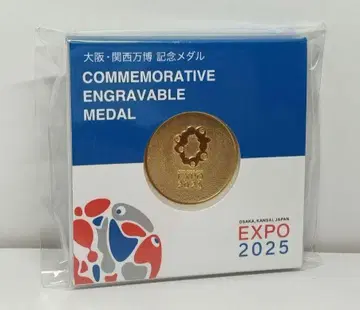 大阪・関西万博 記念メダル
COMMEMORATIVE
ENGRAVABLE
MEDAL
OSAKA, KANSAI, JAPAN
EXPO
2025